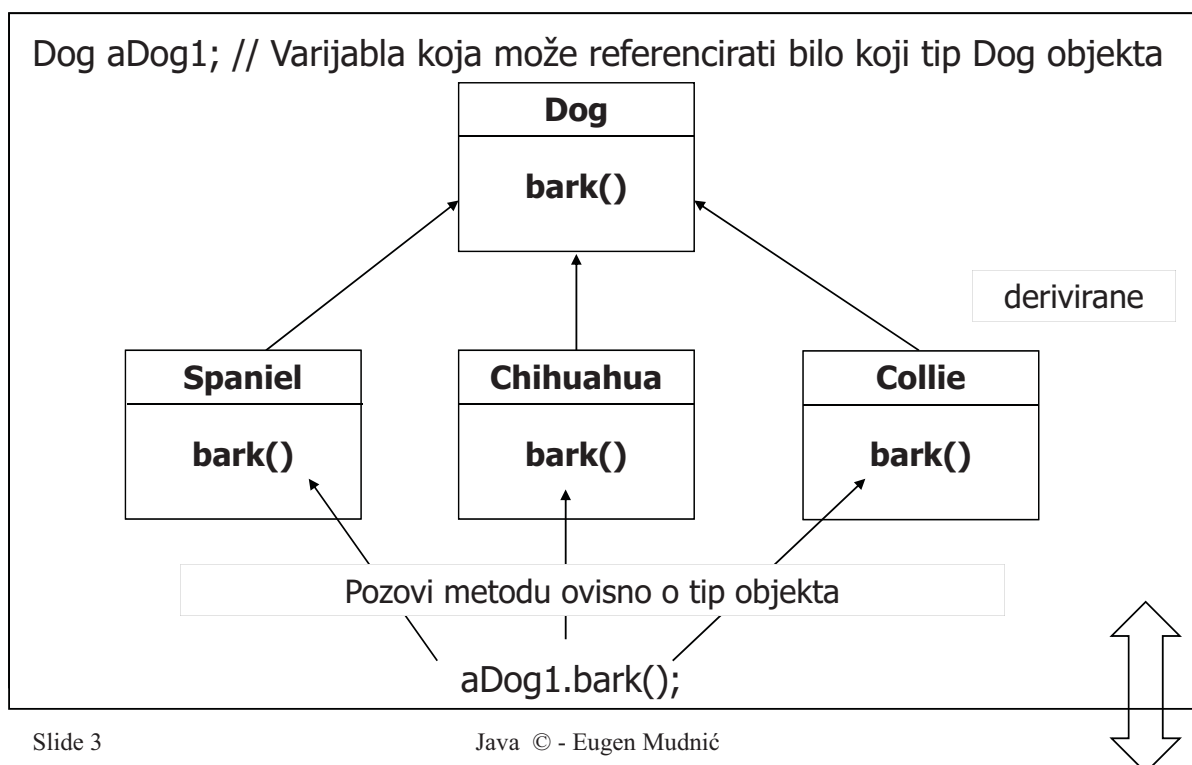 Dog aDog1; // Varijabla koja može referencirati bilo koji tip Dog objekta
Dog
bark()
derivirane
Spaniel
bark()
Chihuahua
bark()
Collie
bark()
Pozovi metodu ovisno o tip objekta
aDog1.bark();
Slide 3
Java © - Eugen Mudnić